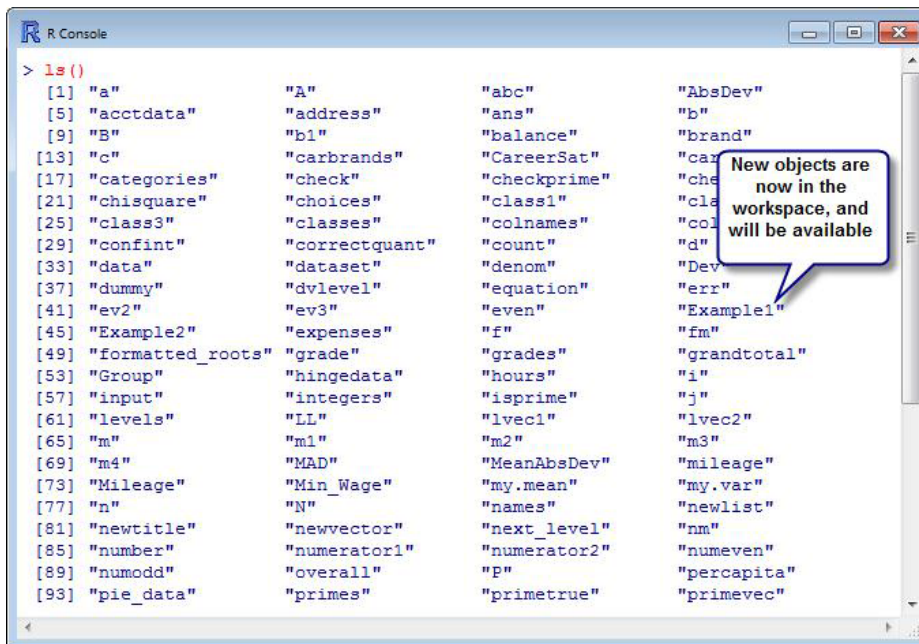 R Console
> ls()
[1] "a" "A" "abc" "AbsDev"
[5] "acctdata" "address" "ans" "b"
[9] "B" "b1" "balance" "brand"
[13] "c" "carbrands" "CareerSat"
[17] "categories" "check" "checkprime"
[21] "chisquare" "choices" "class1"
[25] "class3" "classes" "colnames"
[29] "confint" "correctquant" "count" "d"
[33] "data" "dataset" "denom" "Dev"
[37] "dummy" "dvlevel" "equation" "err"
[41] "ev2" "ev3" "even" "Example1"
[45] "Example2" "expenses" "f" "fm"
[49] "formatted_roots" "grade" "grades" "grandtotal"
[53] "Group" "hingedata" "hours" "i"
[57] "input" "integers" "isprime" "j"
[61] "levels" "LL" "lvec1" "lvec2"
[65] "m" "m1" "m2" "m3"
[69] "m4" "MAD" "MeanAbsDev" "mileage"
[73] "Mileage" "Min_Wage" "my.mean" "my.var"
[77] "n" "N" "names" "newlist"
[81] "newtitle" "newvector" "next_level" "nm"
[85] "number" "numerator1" "numerator2" "numeven"
[89] "numodd" "overall" "P" "percapita"
[93] "pie_data" "primes" "primetrue" "primevec"
New objects are
now in the
workspace, and
will be available